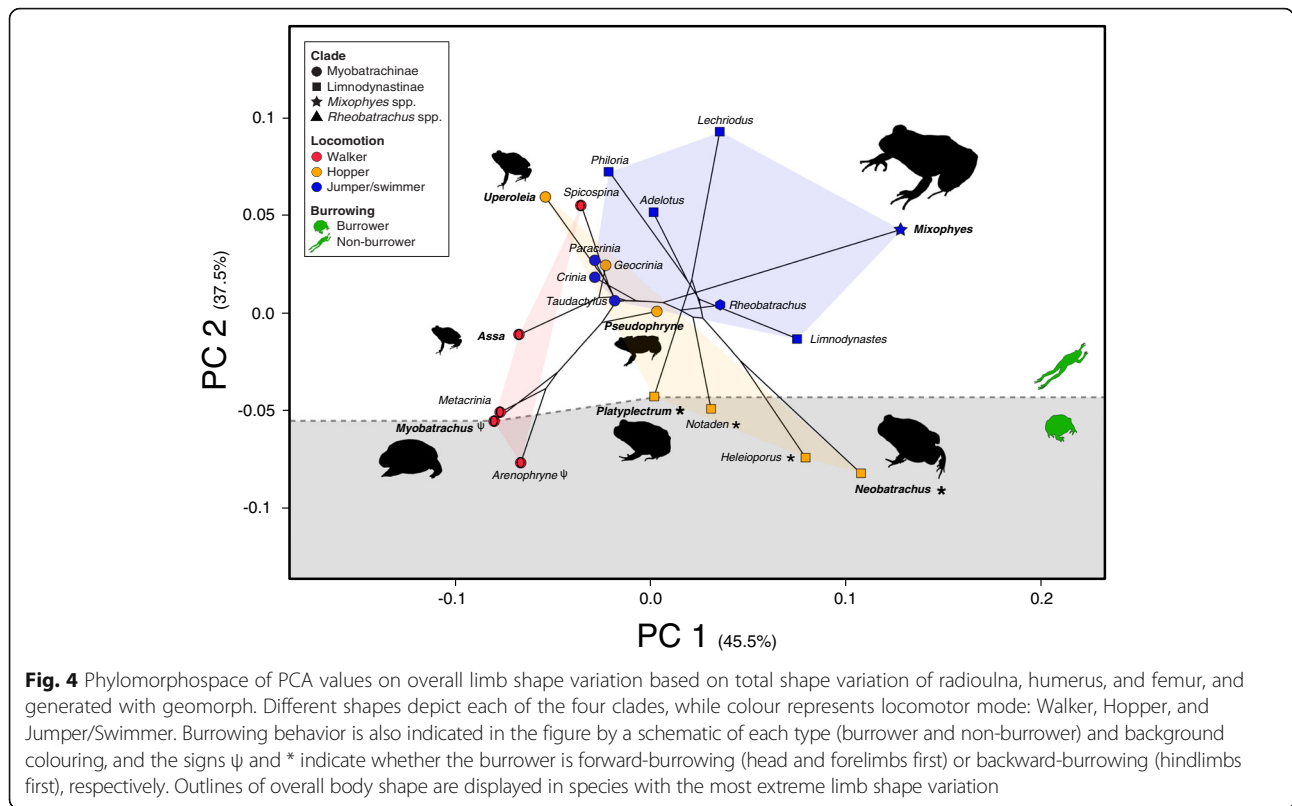 Clade
Myobatrachinae
Limnodynastinae
Mixophyes spp.
Rheobatrachus spp.
Locomotion
Walker
Hopper
Jumper/swimmer
Burrowing
Burrower
Non-burrower
PC 2 (37.5%)
0.1
0.05
0.0
-0.05
-0.1
Lechriodus
Philoria
Uperoleia
Spicospina
Adelotus
Mixophyes
Paracrinia
Geocrinia
Crinia
Taudactylus
Rheobatrachus
Pseudophryne
Limnodynastes
Assa
Metacrinia
Myobatrachus ψ
Platyplectrum *
Notaden *
Arenophryne ψ
Heleioporus *
Neobatrachus *
-0.1 0.0 0.1 0.2
PC 1 (45.5%)
Fig. 4 Phylomorphospace of PCA values on overall limb shape variation based on total shape variation of radioulna, humerus, and femur, and
generated with geomorph. Different shapes depict each of the four clades, while colour represents locomotor mode: Walker, Hopper, and
Jumper/Swimmer. Burrowing behavior is also indicated in the figure by a schematic of each type (burrower and non-burrower) and background
colouring, and the signs ψ and * indicate whether the burrower is forward-burrowing (head and forelimbs first) or backward-burrowing (hindlimbs
first), respectively. Outlines of overall body shape are displayed in species with the most extreme limb shape variation